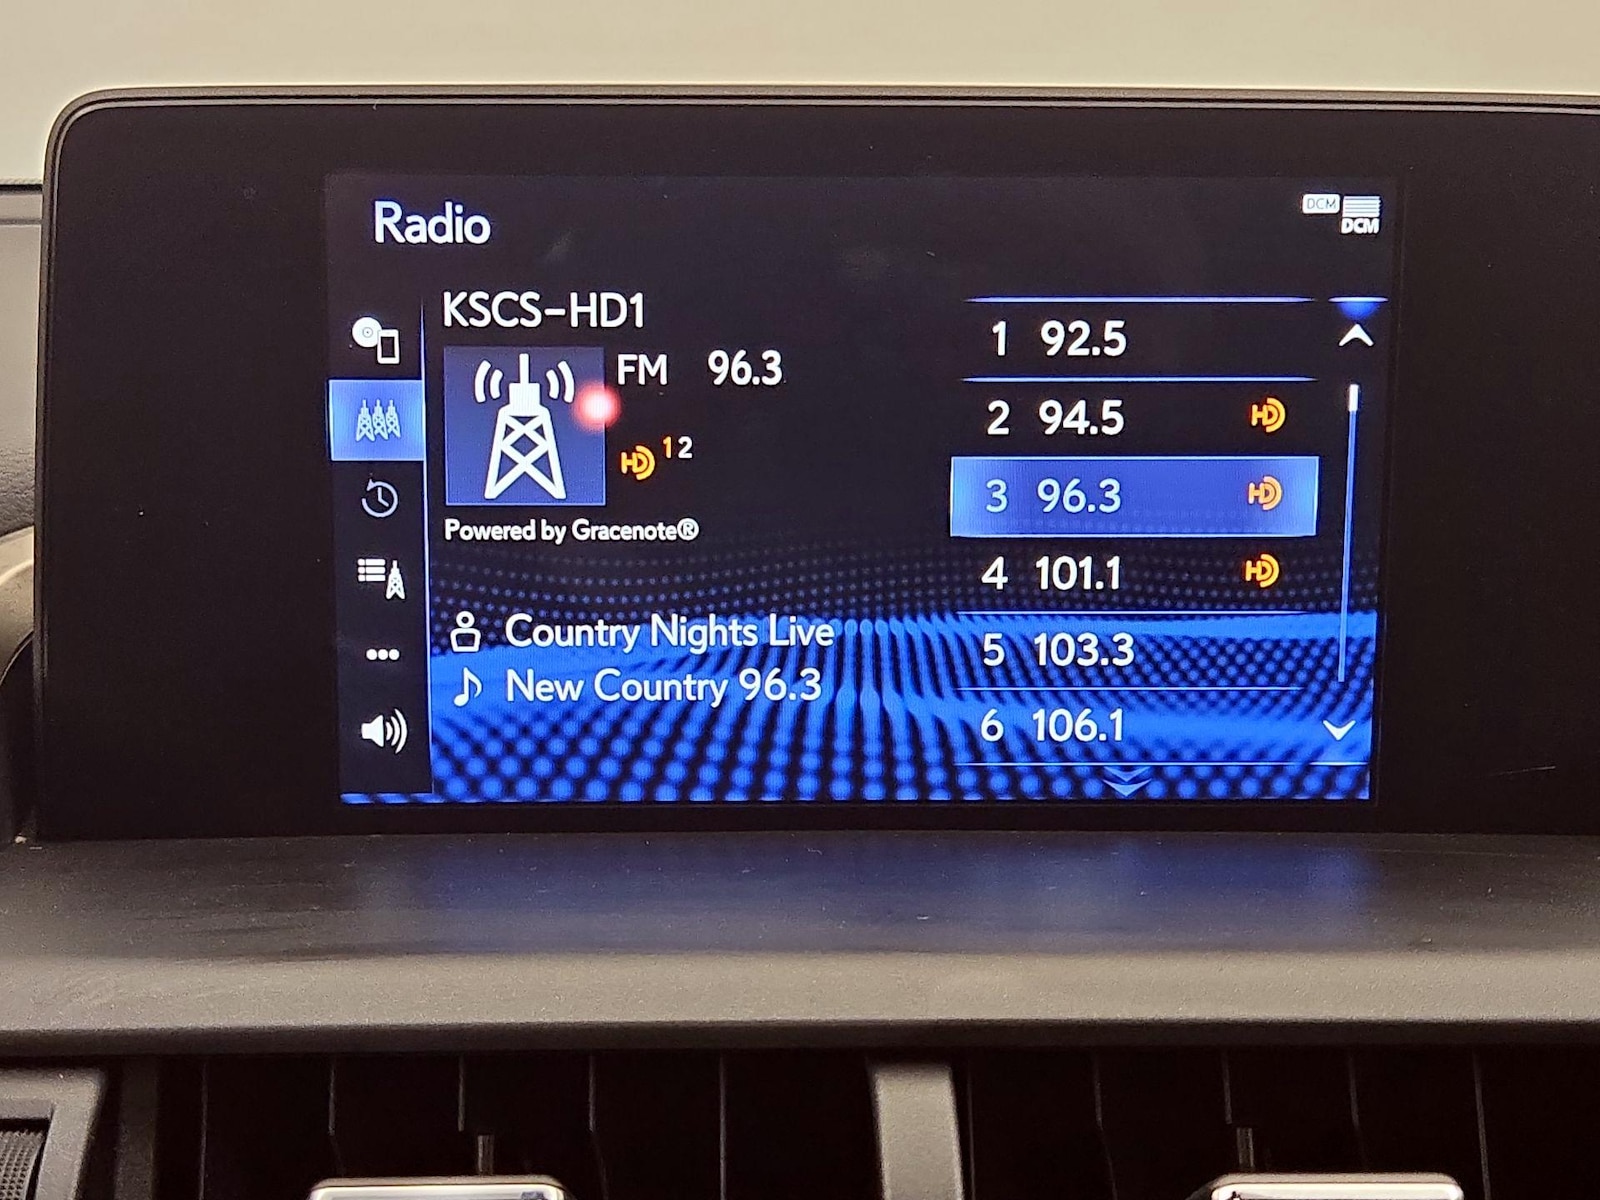 Radio
DCM
DCM
KSCS-HD1
FM 96.3
HD 1 2
Powered by Gracenote®
Country Nights Live
New Country 96.3
1 92.5
2 94.5 HD
3 96.3 HD
4 101.1 HD
5 103.3
6 106.1